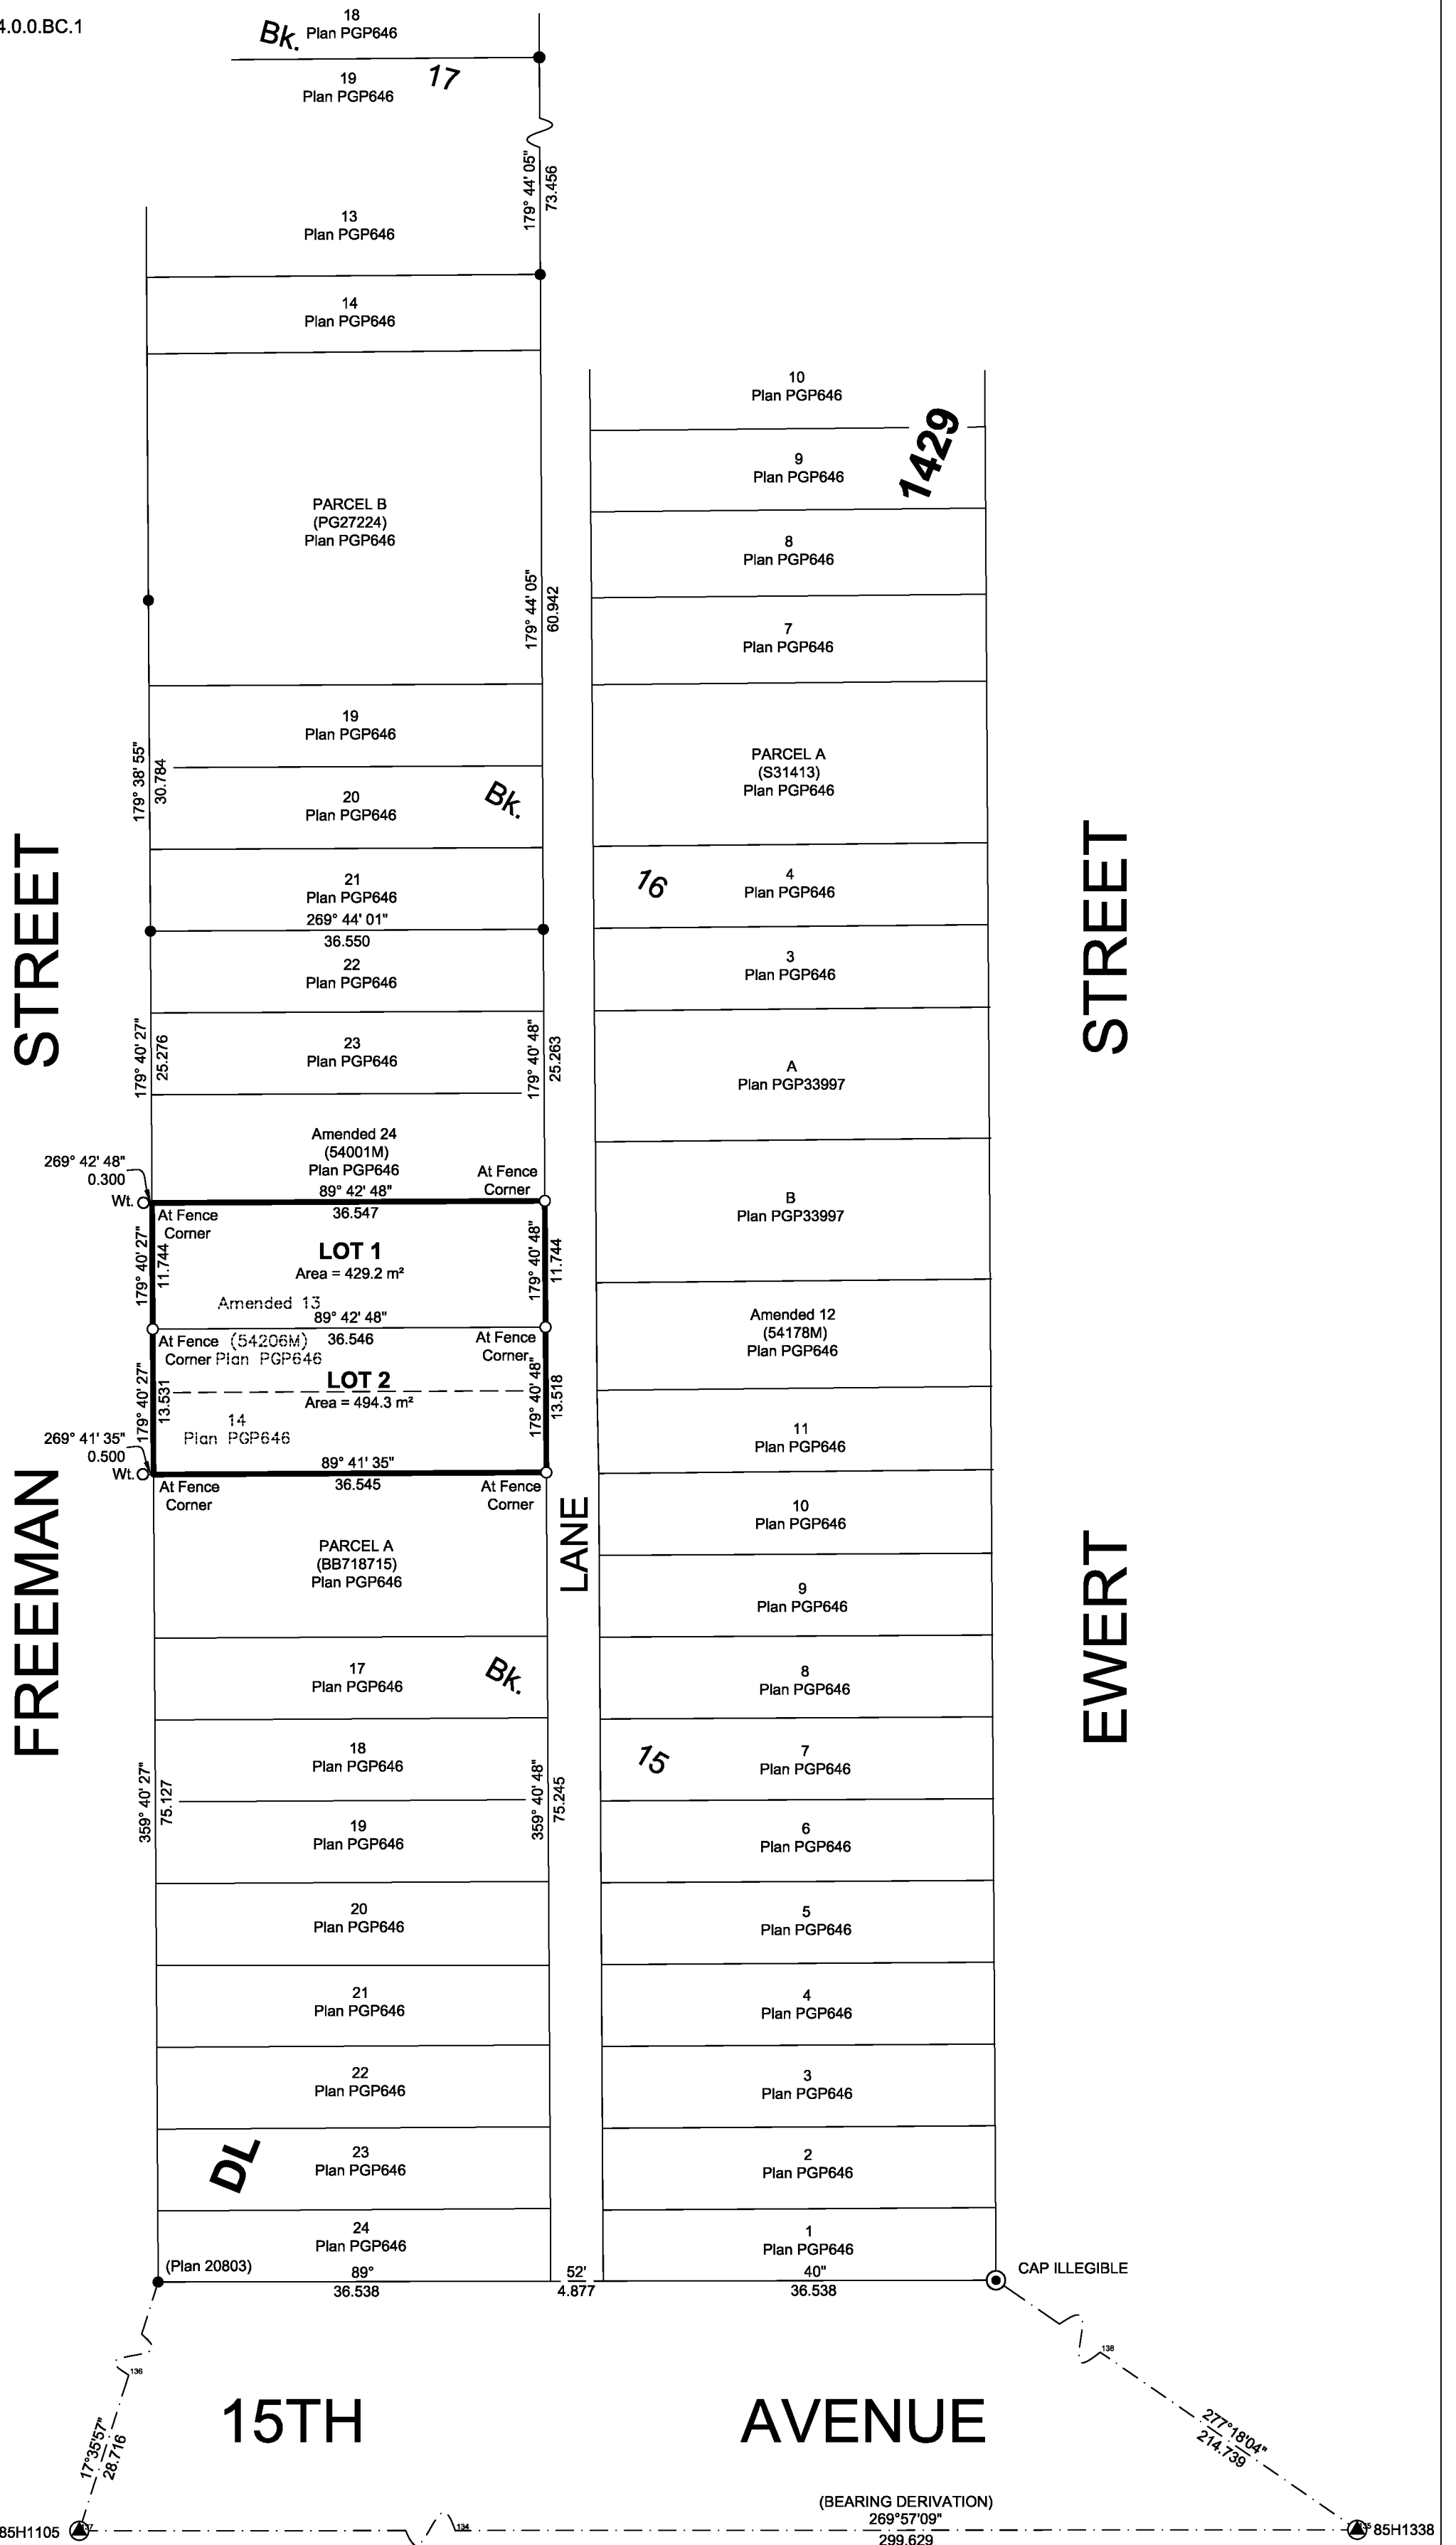 4.0.0.BC.1
18
Plan PGP646
Bk.
17
19
Plan PGP646
179° 44' 05"
73.456
13
Plan PGP646
14
Plan PGP646
PARCEL B
(PG27224)
Plan PGP646
179° 44' 05"
60.942
19
Plan PGP646
179° 38' 55"
30.784
20
Plan PGP646
Bk.
21
Plan PGP646
269° 44' 01"
36.550
22
Plan PGP646
179° 40' 27"
25.276
23
Plan PGP646
179° 40' 48"
25.263
Amended 24
(54001M)
Plan PGP646
269° 42' 48"
0.300
Wt.
89° 42' 48"
36.547
At Fence
Corner
At Fence
Corner
LOT 1
Area = 429.2 m²
179° 40' 27"
11.744
179° 40' 48"
11.744
Amended 13
(54206M)
Plan PGP646
89° 42' 48"
36.546
At Fence
Corner
At Fence
Corner
LOT 2
Area = 494.3 m²
179° 40' 27"
13.531
179° 40' 48"
13.518
14
Plan PGP646
269° 41' 35"
0.500
Wt.
89° 41' 35"
36.545
At Fence
Corner
At Fence
Corner
PARCEL A
(BB718715)
Plan PGP646
17
Plan PGP646
Bk.
18
Plan PGP646
359° 40' 27"
75.127
359° 40' 48"
75.245
19
Plan PGP646
20
Plan PGP646
21
Plan PGP646
22
Plan PGP646
DL
23
Plan PGP646
24
Plan PGP646
(Plan 20803)
89°
36.538
52'
4.877
40"
36.538
LANE
10
Plan PGP646
1429
9
Plan PGP646
8
Plan PGP646
7
Plan PGP646
PARCEL A
(S31413)
Plan PGP646
16
4
Plan PGP646
3
Plan PGP646
A
Plan PGP33997
B
Plan PGP33997
Amended 12
(54178M)
Plan PGP646
11
Plan PGP646
10
Plan PGP646
9
Plan PGP646
8
Plan PGP646
15
7
Plan PGP646
6
Plan PGP646
5
Plan PGP646
4
Plan PGP646
3
Plan PGP646
2
Plan PGP646
1
Plan PGP646
CAP ILLEGIBLE
FREEMAN STREET
EWERT STREET
15TH AVENUE
136
17°35'57"
28.716
138
277°18'04"
214.739
(BEARING DERIVATION)
269°57'09"
299.629
134
85H1105
85H1338